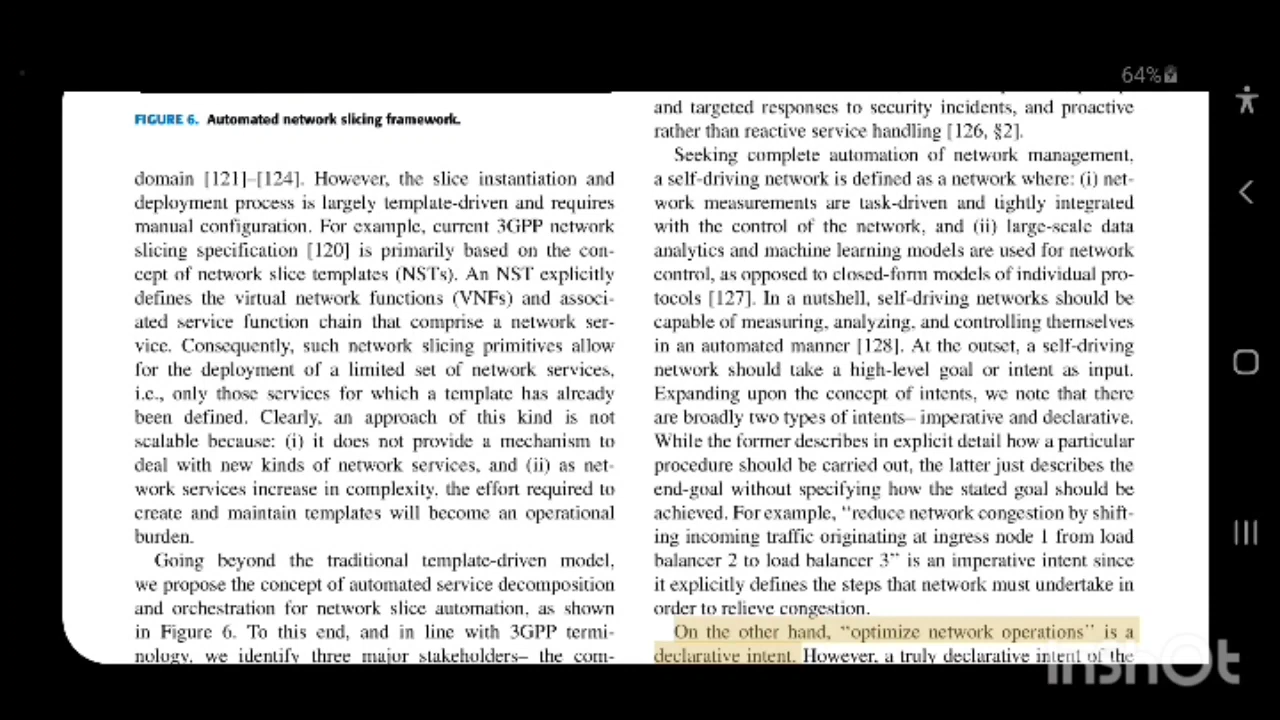 64%
FIGURE 6. Automated network slicing framework.
domain [121]–[124]. However, the slice instantiation and
deployment process is largely template-driven and requires
manual configuration. For example, current 3GPP network
slicing specification [120] is primarily based on the con-
cept of network slice templates (NSTs). An NST explicitly
defines the virtual network functions (VNFs) and associ-
ated service function chain that comprise a network ser-
vice. Consequently, such network slicing primitives allow
for the deployment of a limited set of network services,
i.e., only those services for which a template has already
been defined. Clearly, an approach of this kind is not
scalable because: (i) it does not provide a mechanism to
deal with new kinds of network services, and (ii) as net-
work services increase in complexity, the effort required to
create and maintain templates will become an operational
burden.
Going beyond the traditional template-driven model,
we propose the concept of automated service decomposition
and orchestration for network slice automation, as shown
in Figure 6. To this end, and in line with 3GPP termi-
nology, we identify three major stakeholders– the com-
and targeted responses to security incidents, and proactive
rather than reactive service handling [126, §2].
Seeking complete automation of network management,
a self-driving network is defined as a network where: (i) net-
work measurements are task-driven and tightly integrated
with the control of the network, and (ii) large-scale data
analytics and machine learning models are used for network
control, as opposed to closed-form models of individual pro-
tocols [127]. In a nutshell, self-driving networks should be
capable of measuring, analyzing, and controlling themselves
in an automated manner [128]. At the outset, a self-driving
network should take a high-level goal or intent as input.
Expanding upon the concept of intents, we note that there
are broadly two types of intents– imperative and declarative.
While the former describes in explicit detail how a particular
procedure should be carried out, the latter just describes the
end-goal without specifying how the stated goal should be
achieved. For example, “reduce network congestion by shift-
ing incoming traffic originating at ingress node 1 from load
balancer 2 to load balancer 3” is an imperative intent since
it explicitly defines the steps that network must undertake in
order to relieve congestion.
On the other hand, “optimize network operations” is a
declarative intent. However, a truly declarative intent of the
InShOt